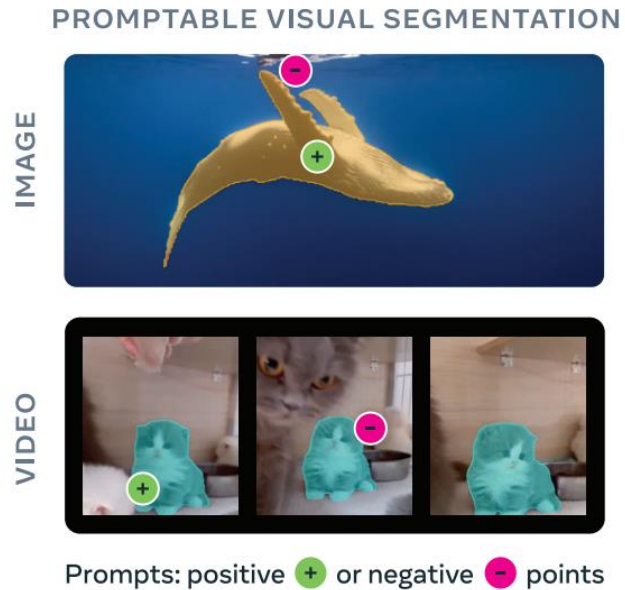 PROMPTABLE VISUAL SEGMENTATION
IMAGE
+
-
VIDEO
+
-
Prompts: positive + or negative - points